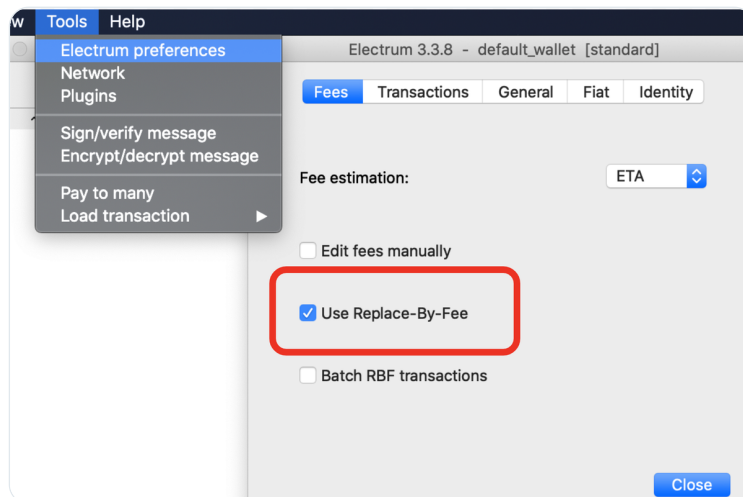 w Tools Help
Electrum preferences
Network
Plugins
Sign/verify message
Encrypt/decrypt message
Pay to many
Load transaction
Electrum 3.3.8 - default_wallet [standard]
Fees Transactions General Fiat Identity
Fee estimation: ETA
Edit fees manually
Use Replace-By-Fee
Batch RBF transactions
Close